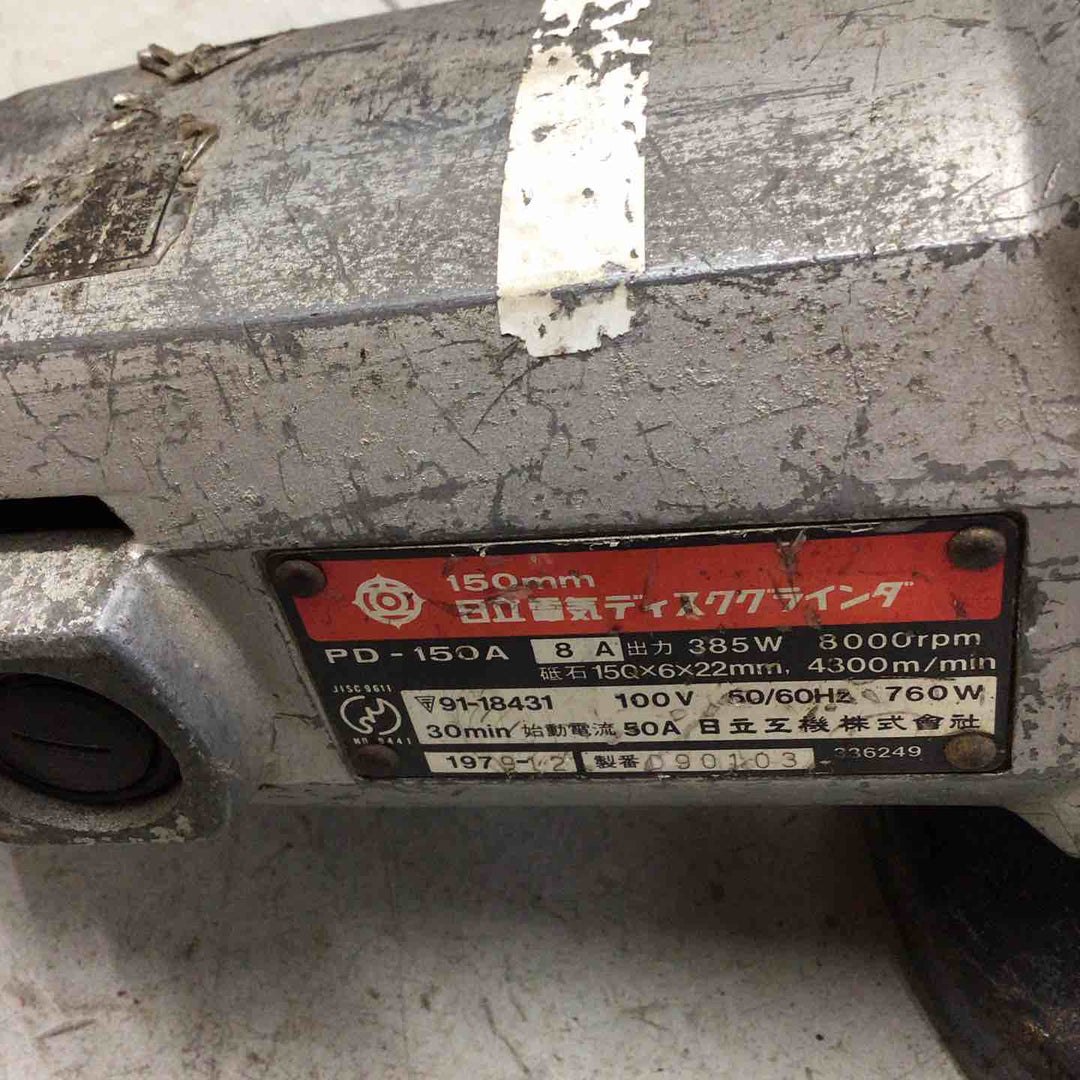 150mm
日立電気ディスクグラインダ
PD-150A 8A 出力 385W 8000rpm
砥石 150×6×22mm, 4300m/min
JISC 9611
91-18431 100V 50/60Hz 760W
30min 始動電流 50A 日立工機株式會社
1979-12 製番 090103 336249